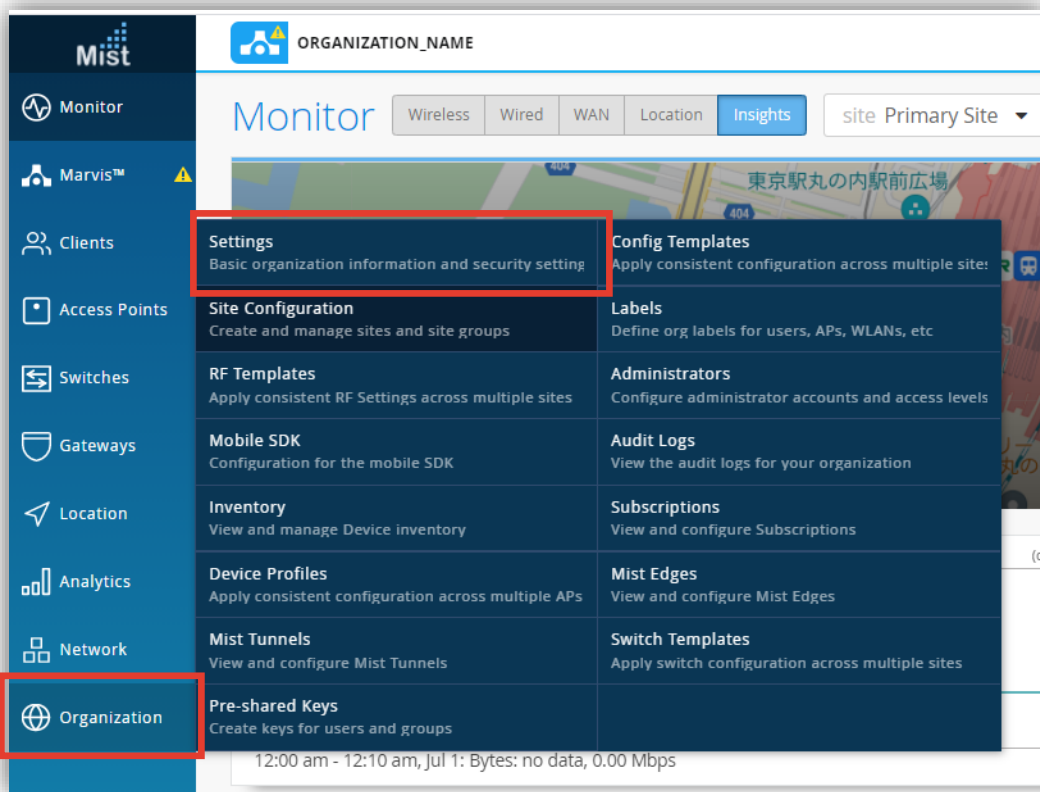 Mist
ORGANIZATION_NAME
Monitor
Marvis™
Clients
Access Points
Switches
Gateways
Location
Analytics
Network
Organization
Monitor
Wireless
Wired
WAN
Location
Insights
site Primary Site
404
東京駅丸の内駅前広場
404
Settings
Basic organization information and security setting
Site Configuration
Create and manage sites and site groups
RF Templates
Apply consistent RF Settings across multiple sites
Mobile SDK
Configuration for the mobile SDK
Inventory
View and manage Device inventory
Device Profiles
Apply consistent configuration across multiple APs
Mist Tunnels
View and configure Mist Tunnels
Pre-shared Keys
Create keys for users and groups
Config Templates
Apply consistent configuration across multiple sites
Labels
Define org labels for users, APs, WLANs, etc
Administrators
Configure administrator accounts and access levels
Audit Logs
View the audit logs for your organization
Subscriptions
View and configure Subscriptions
Mist Edges
View and configure Mist Edges
Switch Templates
Apply switch configuration across multiple sites
12:00 am - 12:10 am, Jul 1: Bytes: no data, 0.00 Mbps